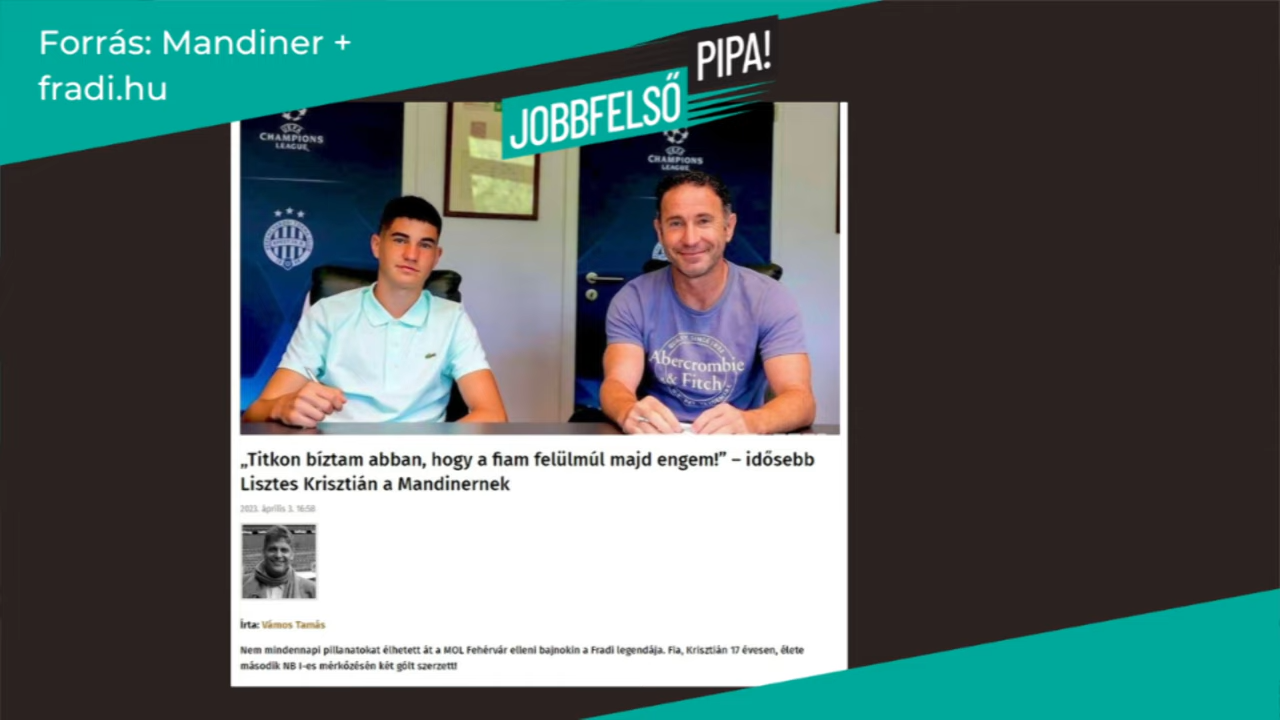 Forrás: Mandiner +
fradi.hu
JOBBFELSŐ
PIPA!
UEFA
CHAMPIONS
LEAGUE
CHAMPIONS
LEAGUE
Abercrombie
& Fitch
„Titkon bíztam abban, hogy a fiam felülmúl majd engem!” – idősebb
Lisztes Krisztián a Mandinernek
2023. április 3. 16:58
Írta: Vámos Tamás
Nem mindennapi pillanatokat élhetett át a MOL Fehérvár elleni bajnokin a Fradi legendája. Fia, Krisztián 17 évesen, élete
második NB I-es mérkőzésén két gólt szerzett!